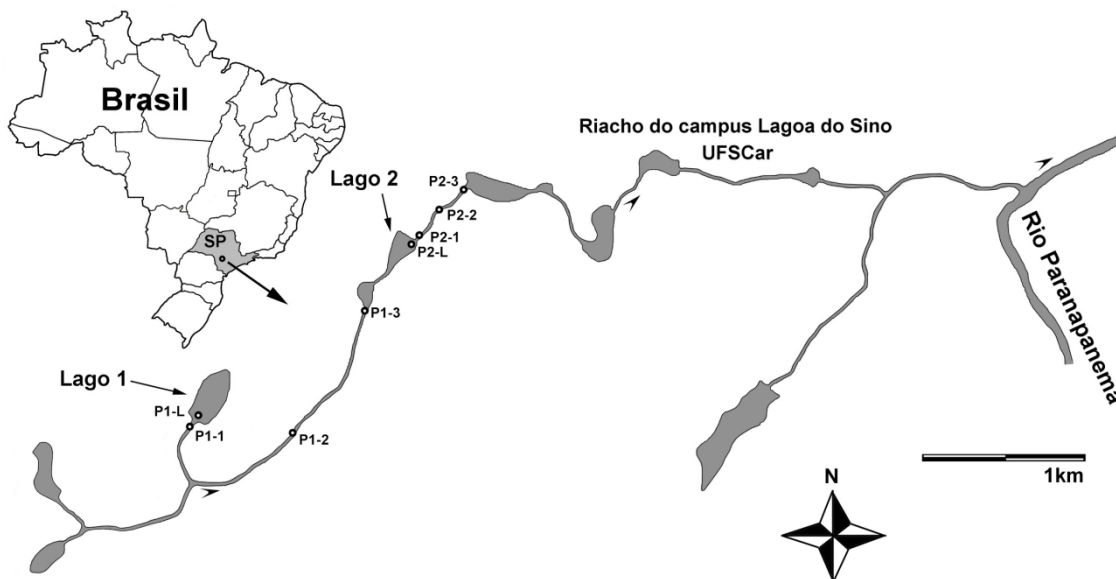 Brasil
SP
Riacho do campus Lagoa do Sino
UFSCar
Lago 2
P2-3
P2-2
P2-1
P2-L
P1-3
Lago 1
P1-L
P1-1
P1-2
Rio Paranapanema
1km
N